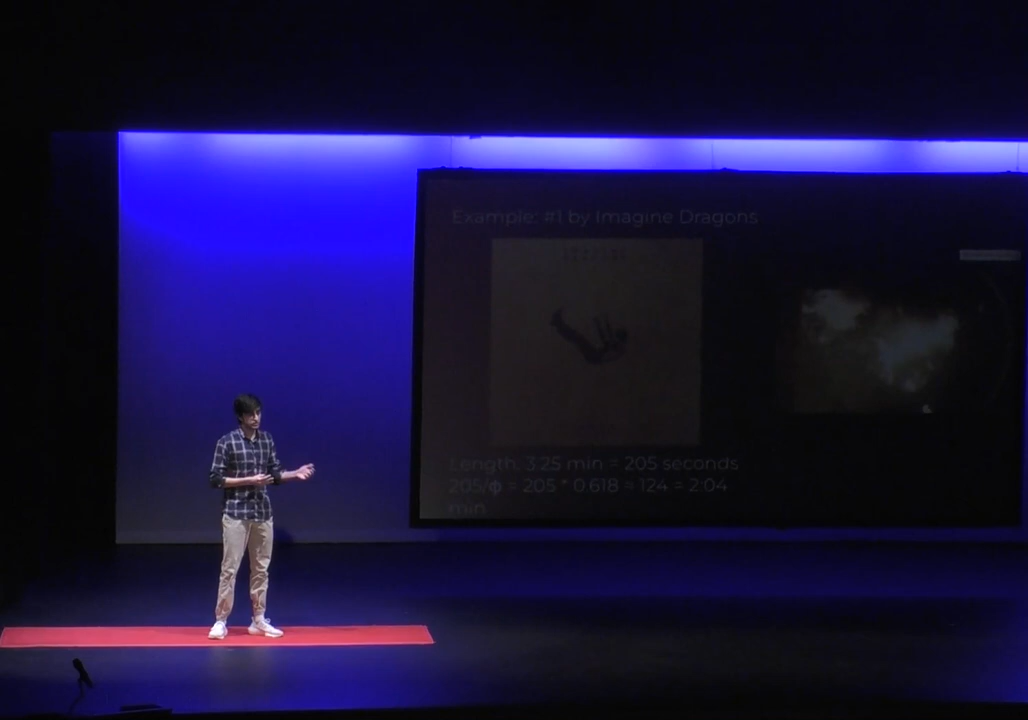 Example: #1 by Imagine Dragons
Length: 3:25 min = 205 seconds
205/ϕ = 205 * 0.618 = 124 = 2:04
min